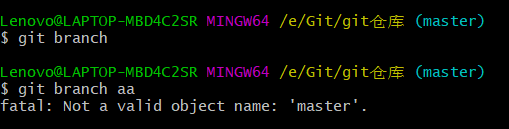 Lenovo@LAPTOP-MBD4C2SR MINGW64 /e/Git/git仓库 (master)
$ git branch
Lenovo@LAPTOP-MBD4C2SR MINGW64 /e/Git/git仓库 (master)
$ git branch aa
fatal: Not a valid object name: 'master'.